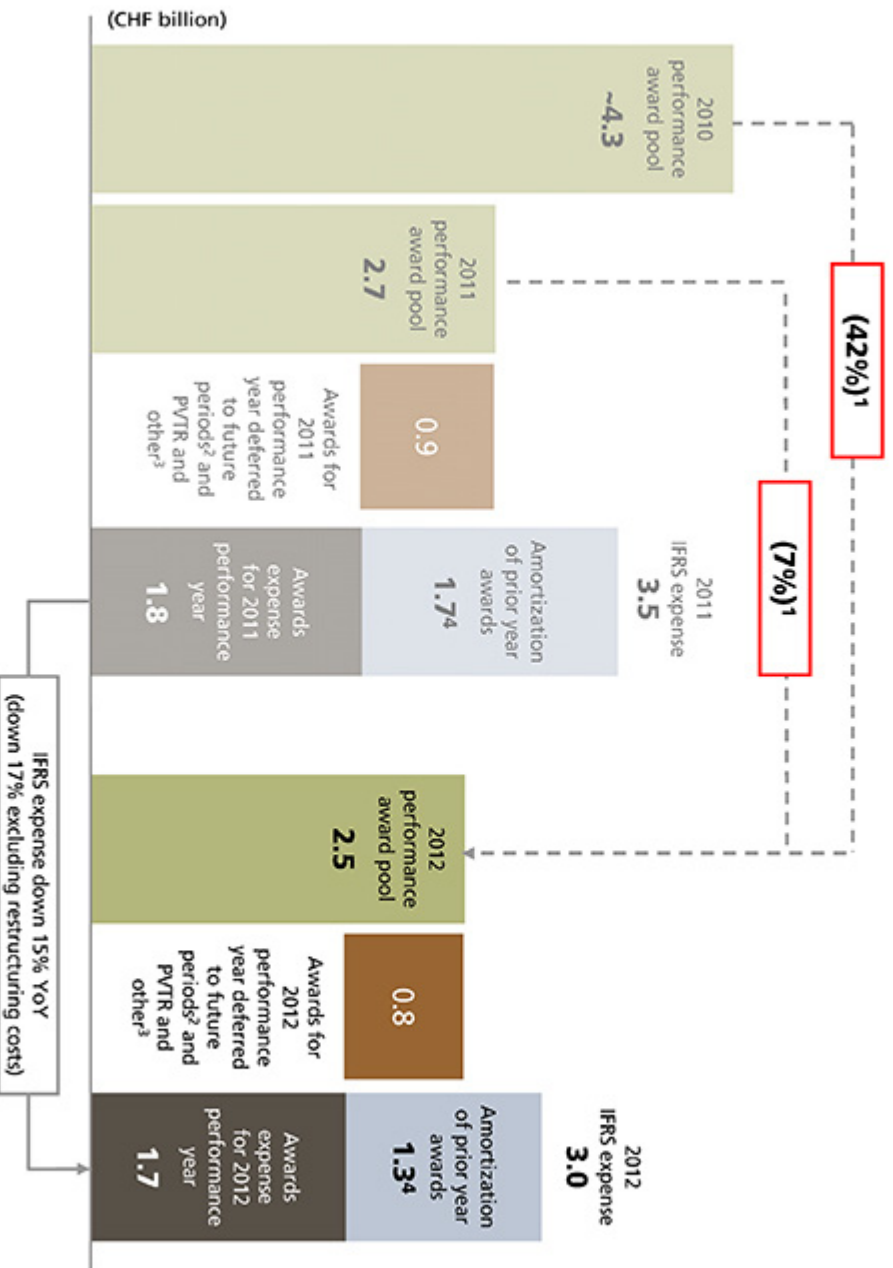 (CHF billion)
(42%)¹
(7%)¹
2010
performance
award pool
~4.3
2011
performance
award pool
2.7
0.9
Awards for
2011
performance
year deferred
to future
periods² and
PVTR and
other³
2011
IFRS expense
3.5
Amortization
of prior year
awards
1.7⁴
Awards
expense
for 2011
performance
year
1.8
2012
performance
award pool
2.5
0.8
Awards for
2012
performance
year deferred
to future
periods² and
PVTR and
other³
2012
IFRS expense
3.0
Amortization
of prior year
awards
1.3⁴
Awards
expense
for 2012
performance
year
1.7
IFRS expense down 15% YoY
(down 17% excluding restructuring costs)